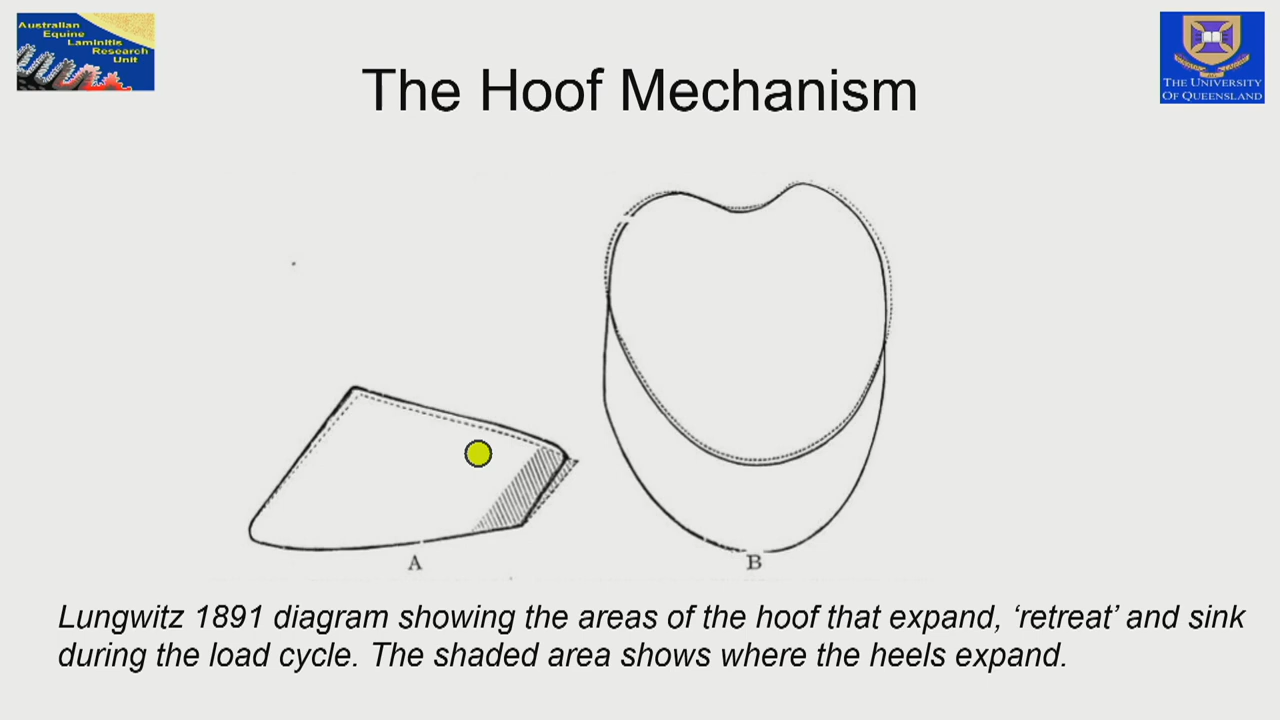 Australian
Equine
Laminitis
Research
Unit
THE UNIVERSITY
OF QUEENSLAND
The Hoof Mechanism
A
B
Lungwitz 1891 diagram showing the areas of the hoof that expand, ‘retreat’ and sink
during the load cycle. The shaded area shows where the heels expand.